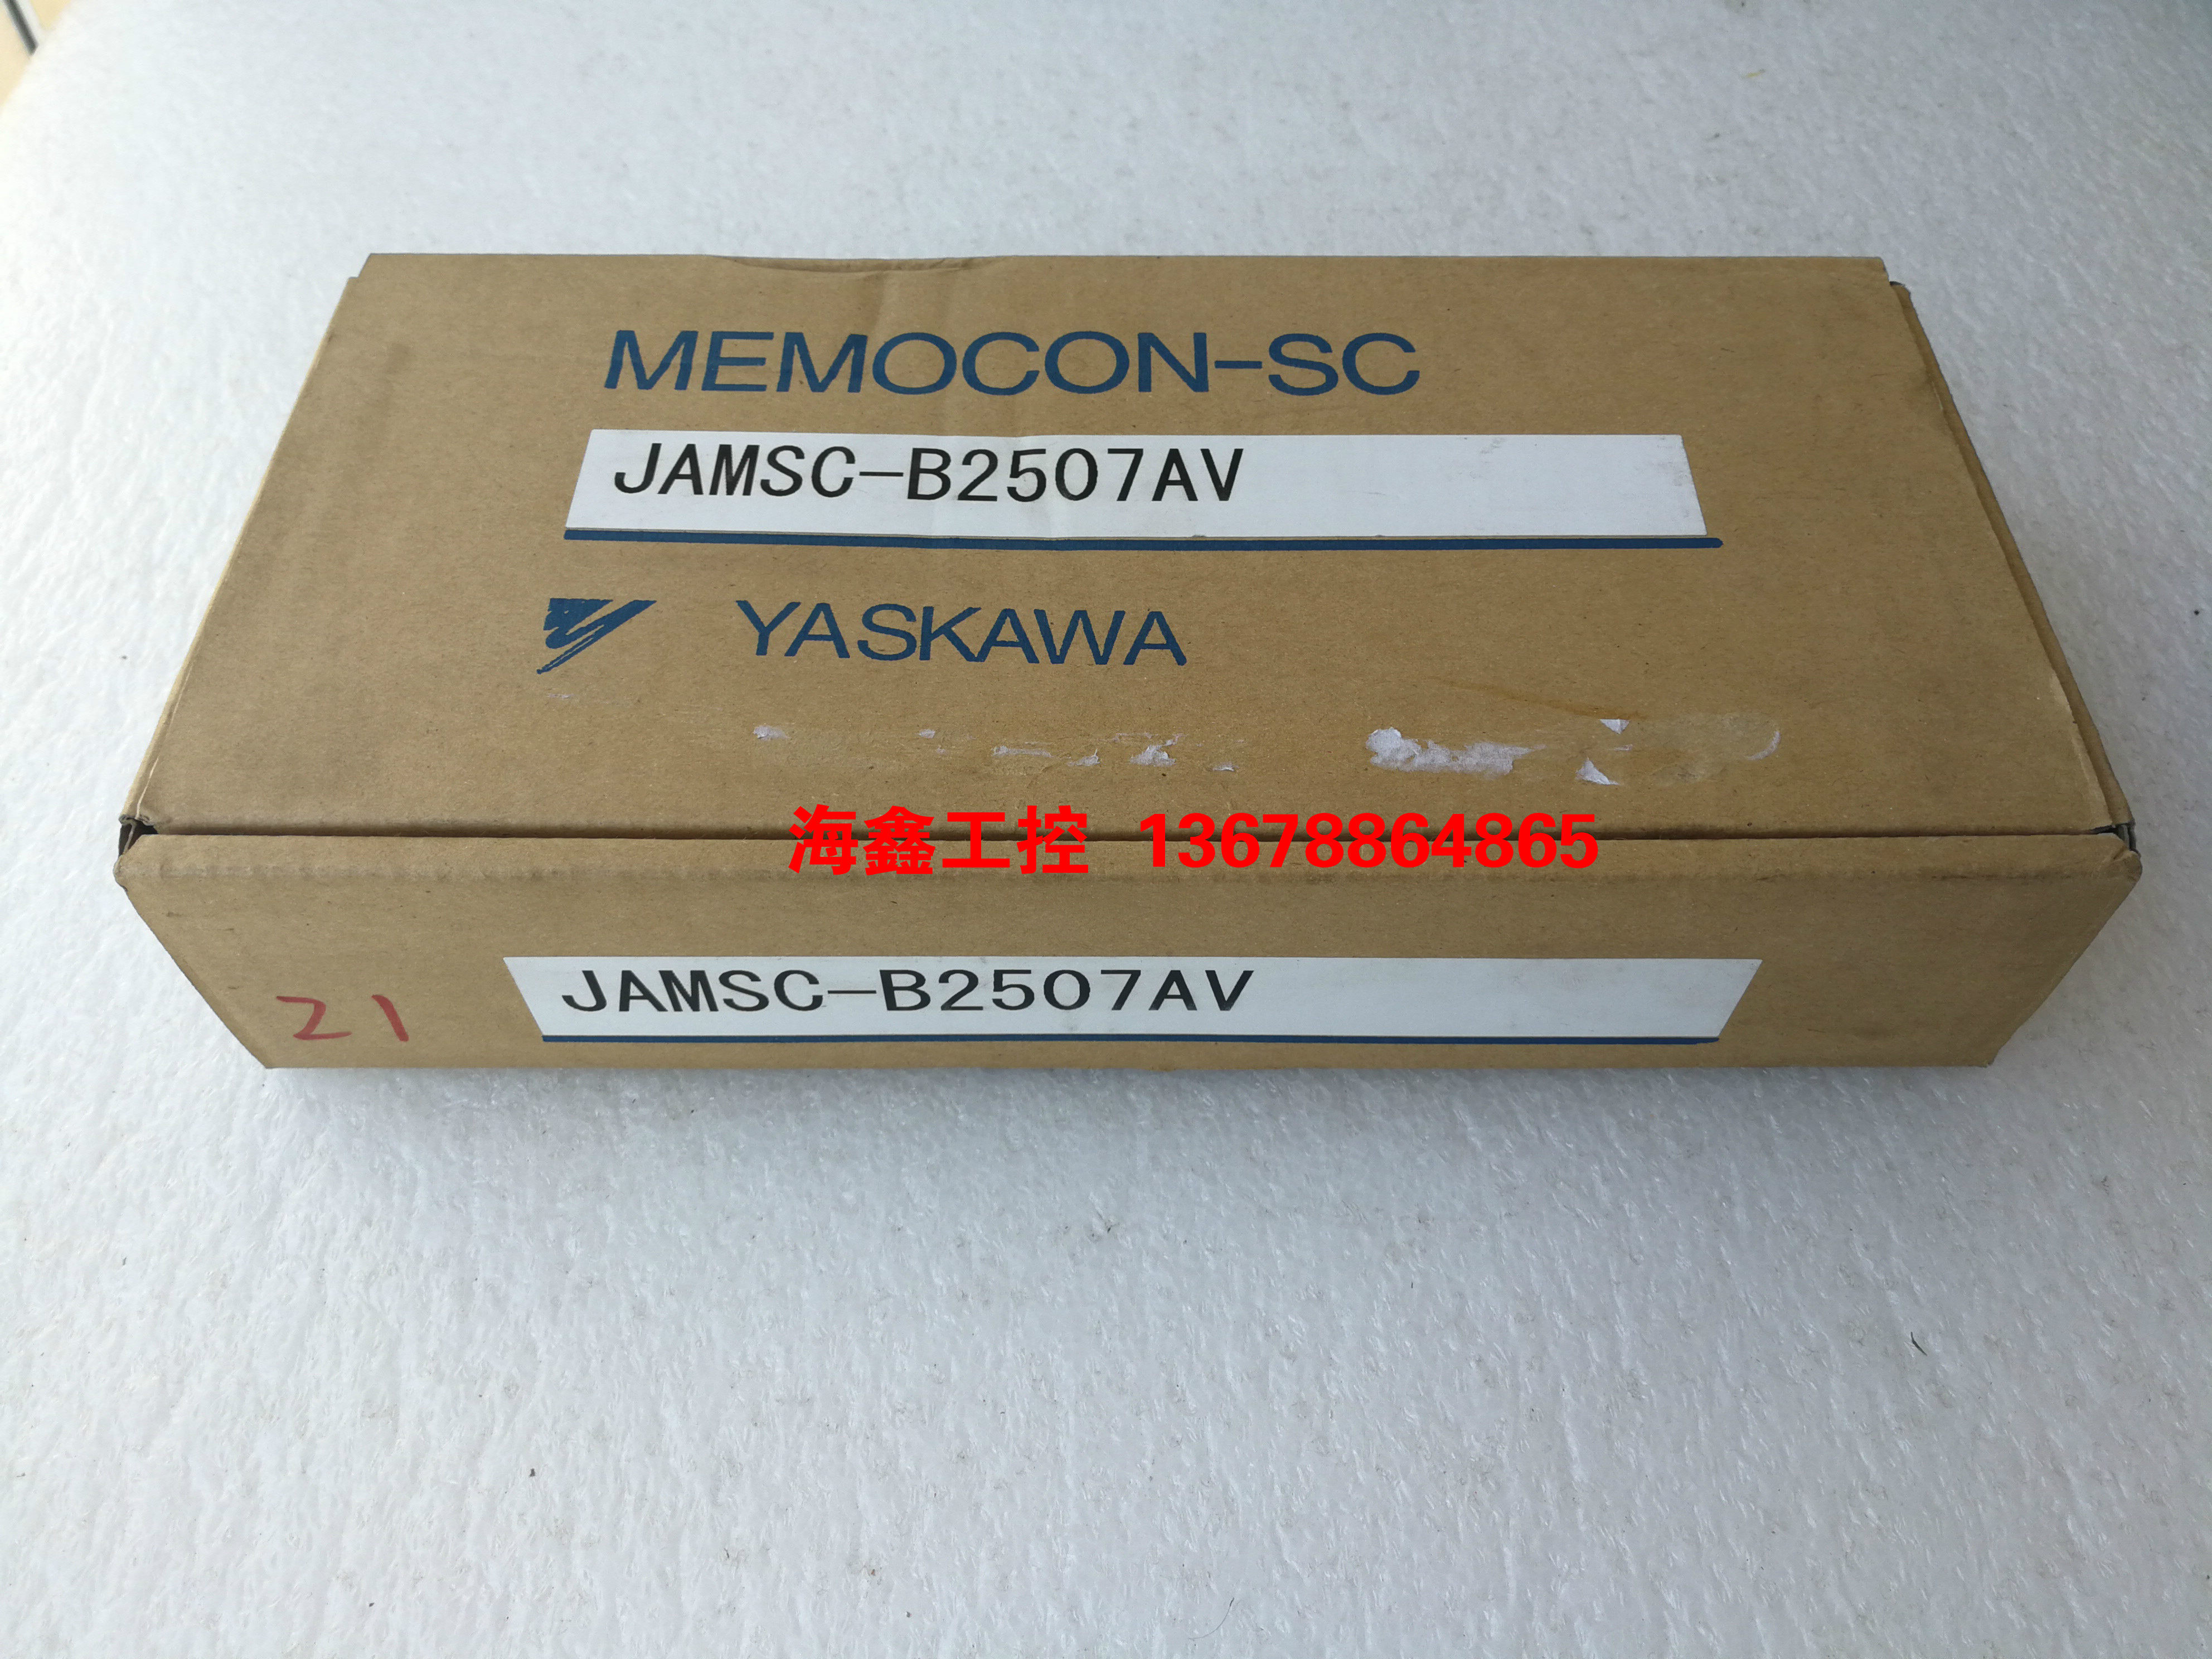 MEMOCON-SC
JAMSC-B2507AV
YASKAWA
海鑫工控 13678864865
JAMSC-B2507AV
21